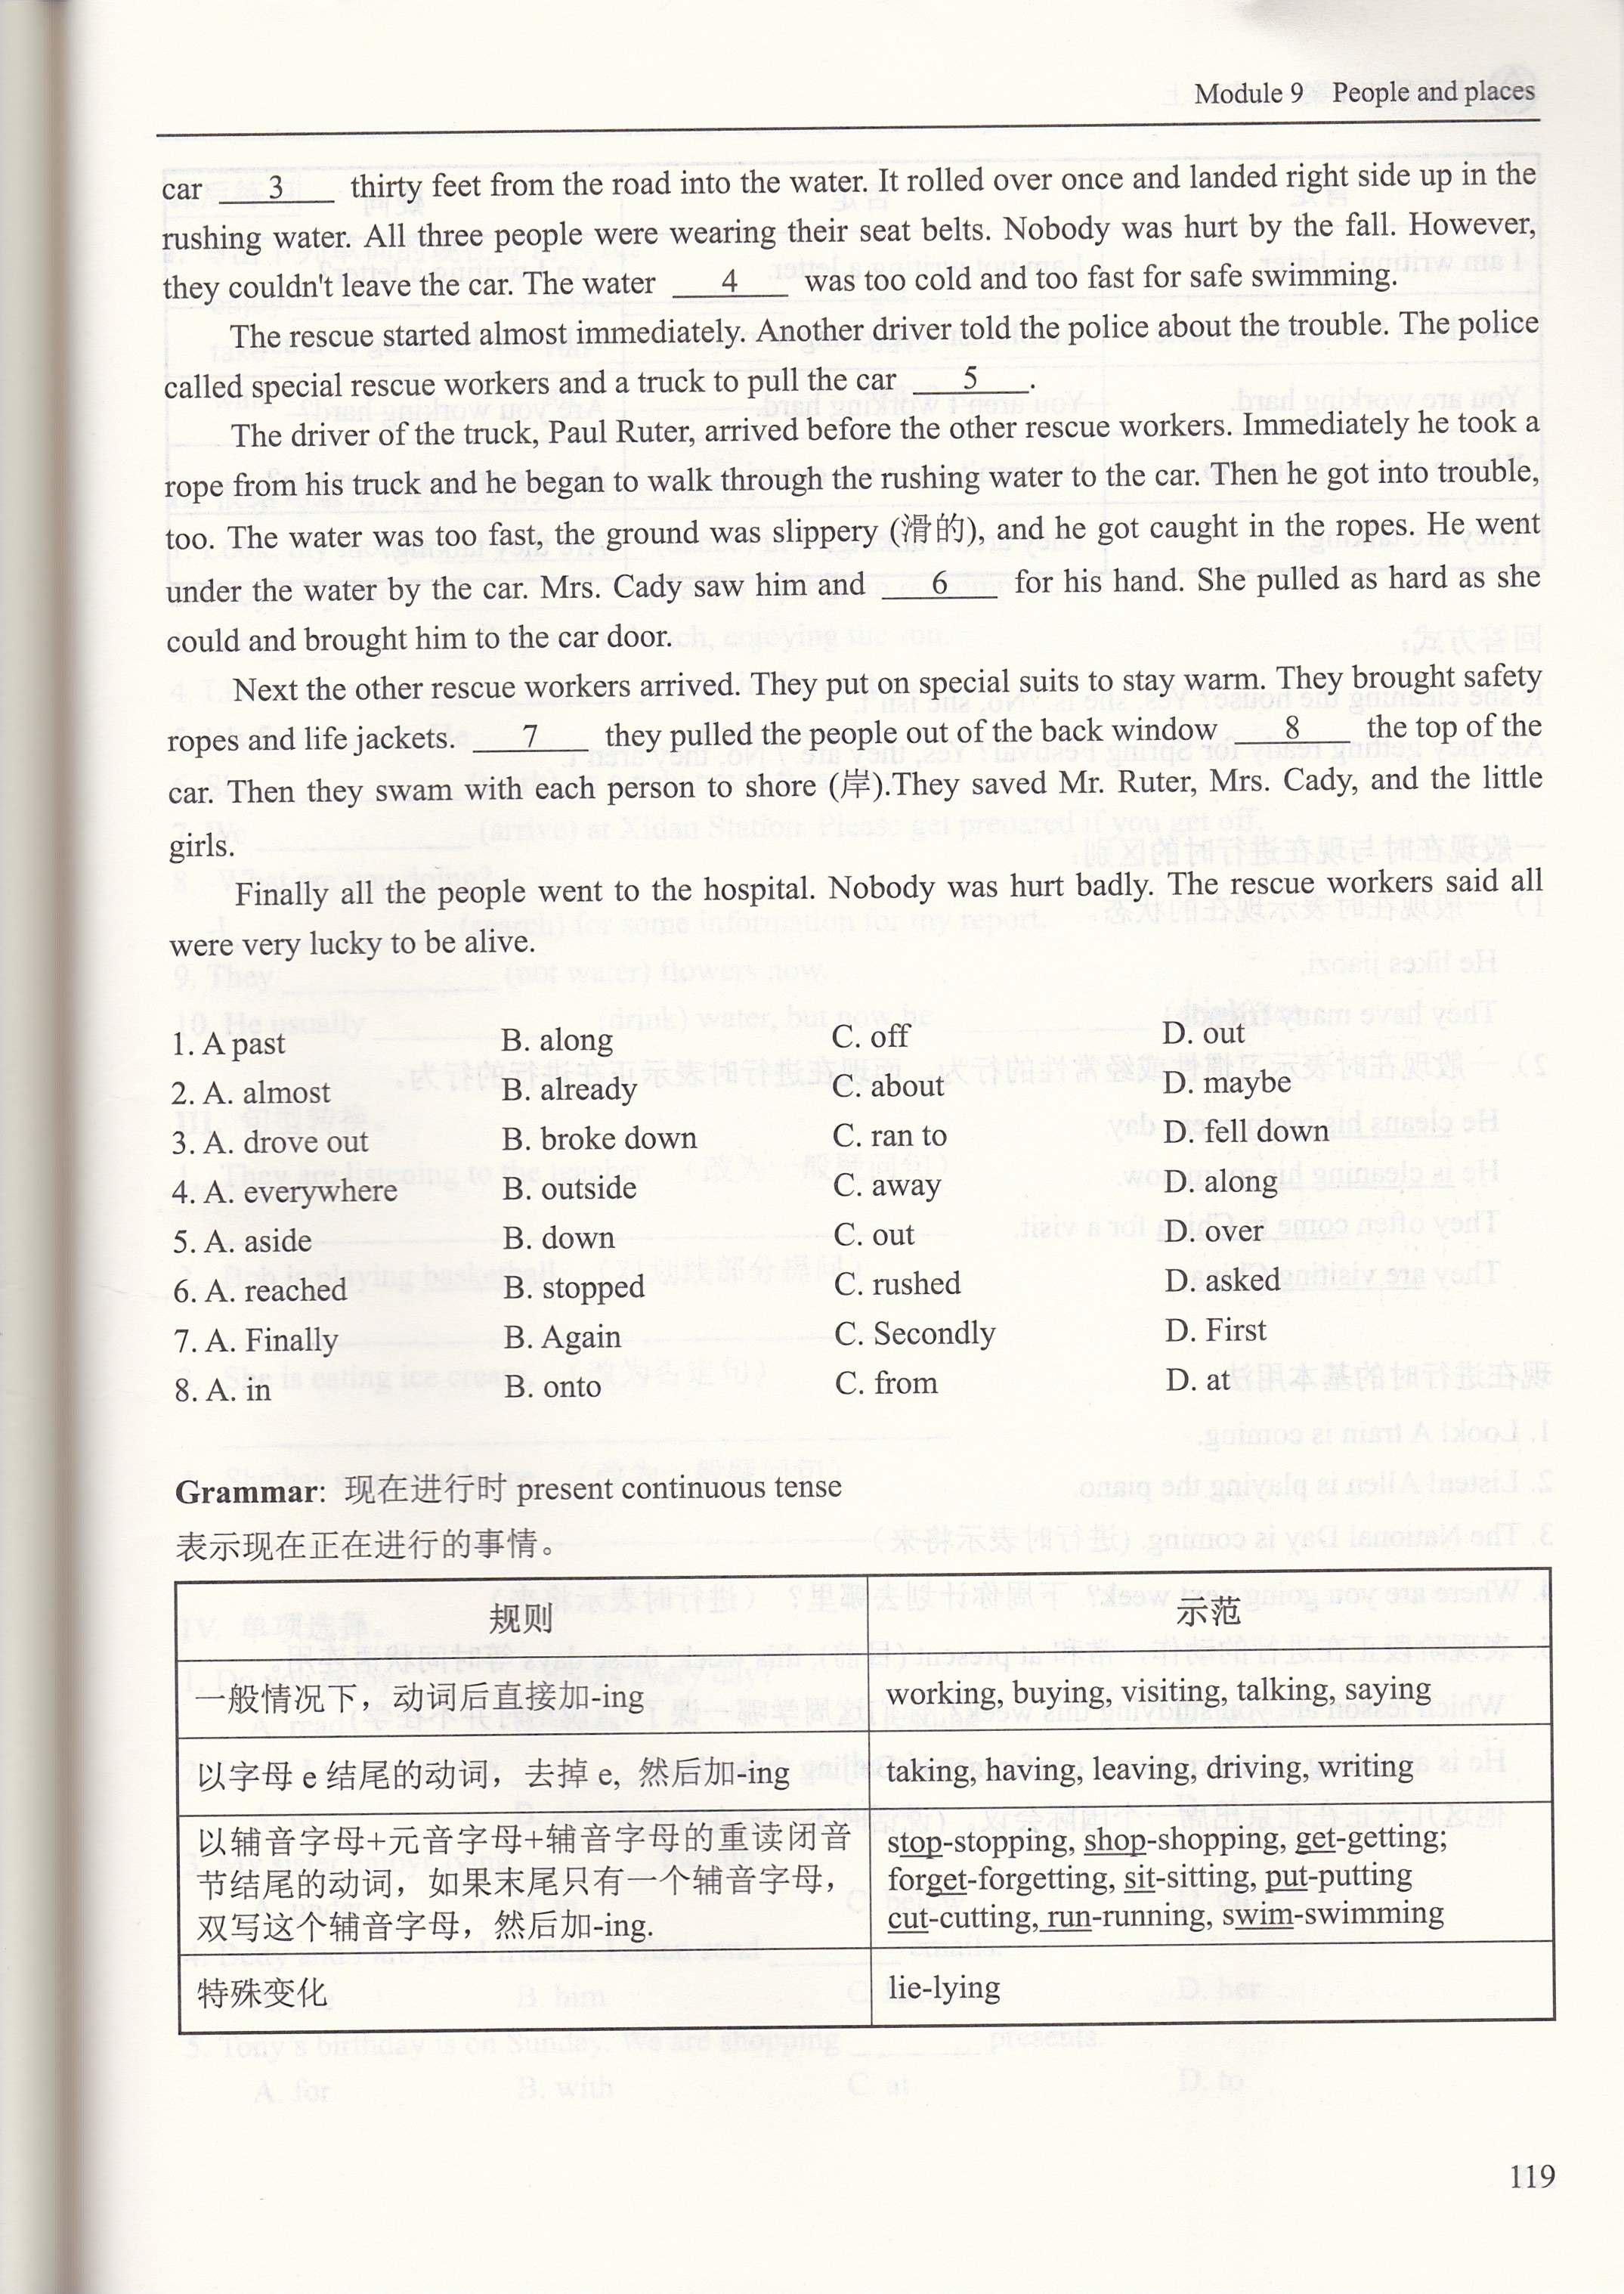 Module 9 People and places
car 3 thirty feet from the road into the water. It rolled over once and landed right side up in the
rushing water. All three people were wearing their seat belts. Nobody was hurt by the fall. However,
they couldn't leave the car. The water 4 was too cold and too fast for safe swimming.
The rescue started almost immediately. Another driver told the police about the trouble. The police
called special rescue workers and a truck to pull the car 5 .
The driver of the truck, Paul Ruter, arrived before the other rescue workers. Immediately he took a
rope from his truck and he began to walk through the rushing water to the car. Then he got into trouble,
too. The water was too fast, the ground was slippery (滑的), and he got caught in the ropes. He went
under the water by the car. Mrs. Cady saw him and 6 for his hand. She pulled as hard as she
could and brought him to the car door.
Next the other rescue workers arrived. They put on special suits to stay warm. They brought safety
ropes and life jackets. 7 they pulled the people out of the back window 8 the top of the
car. Then they swam with each person to shore (岸).They saved Mr. Ruter, Mrs. Cady, and the little
girls.
Finally all the people went to the hospital. Nobody was hurt badly. The rescue workers said all
were very lucky to be alive.
1. A past B. along C. off D. out
2. A. almost B. already C. about D. maybe
3. A. drove out B. broke down C. ran to D. fell down
4. A. everywhere B. outside C. away D. along
5. A. aside B. down C. out D. over
6. A. reached B. stopped C. rushed D. asked
7. A. Finally B. Again C. Secondly D. First
8. A. in B. onto C. from D. at
Grammar: 现在进行时 present continuous tense
表示现在正在进行的事情。
规则 示范
一般情况下，动词后直接加-ing working, buying, visiting, talking, saying
以字母 e 结尾的动词，去掉 e, 然后加-ing taking, having, leaving, driving, writing
以辅音字母+元音字母+辅音字母的重读闭音 stop-stopping, shop-shopping, get-getting;
节结尾的动词，如果末尾只有一个辅音字母， forget-forgetting, sit-sitting, put-putting
双写这个辅音字母，然后加-ing. cut-cutting, run-running, swim-swimming
特殊变化 lie-lying
119